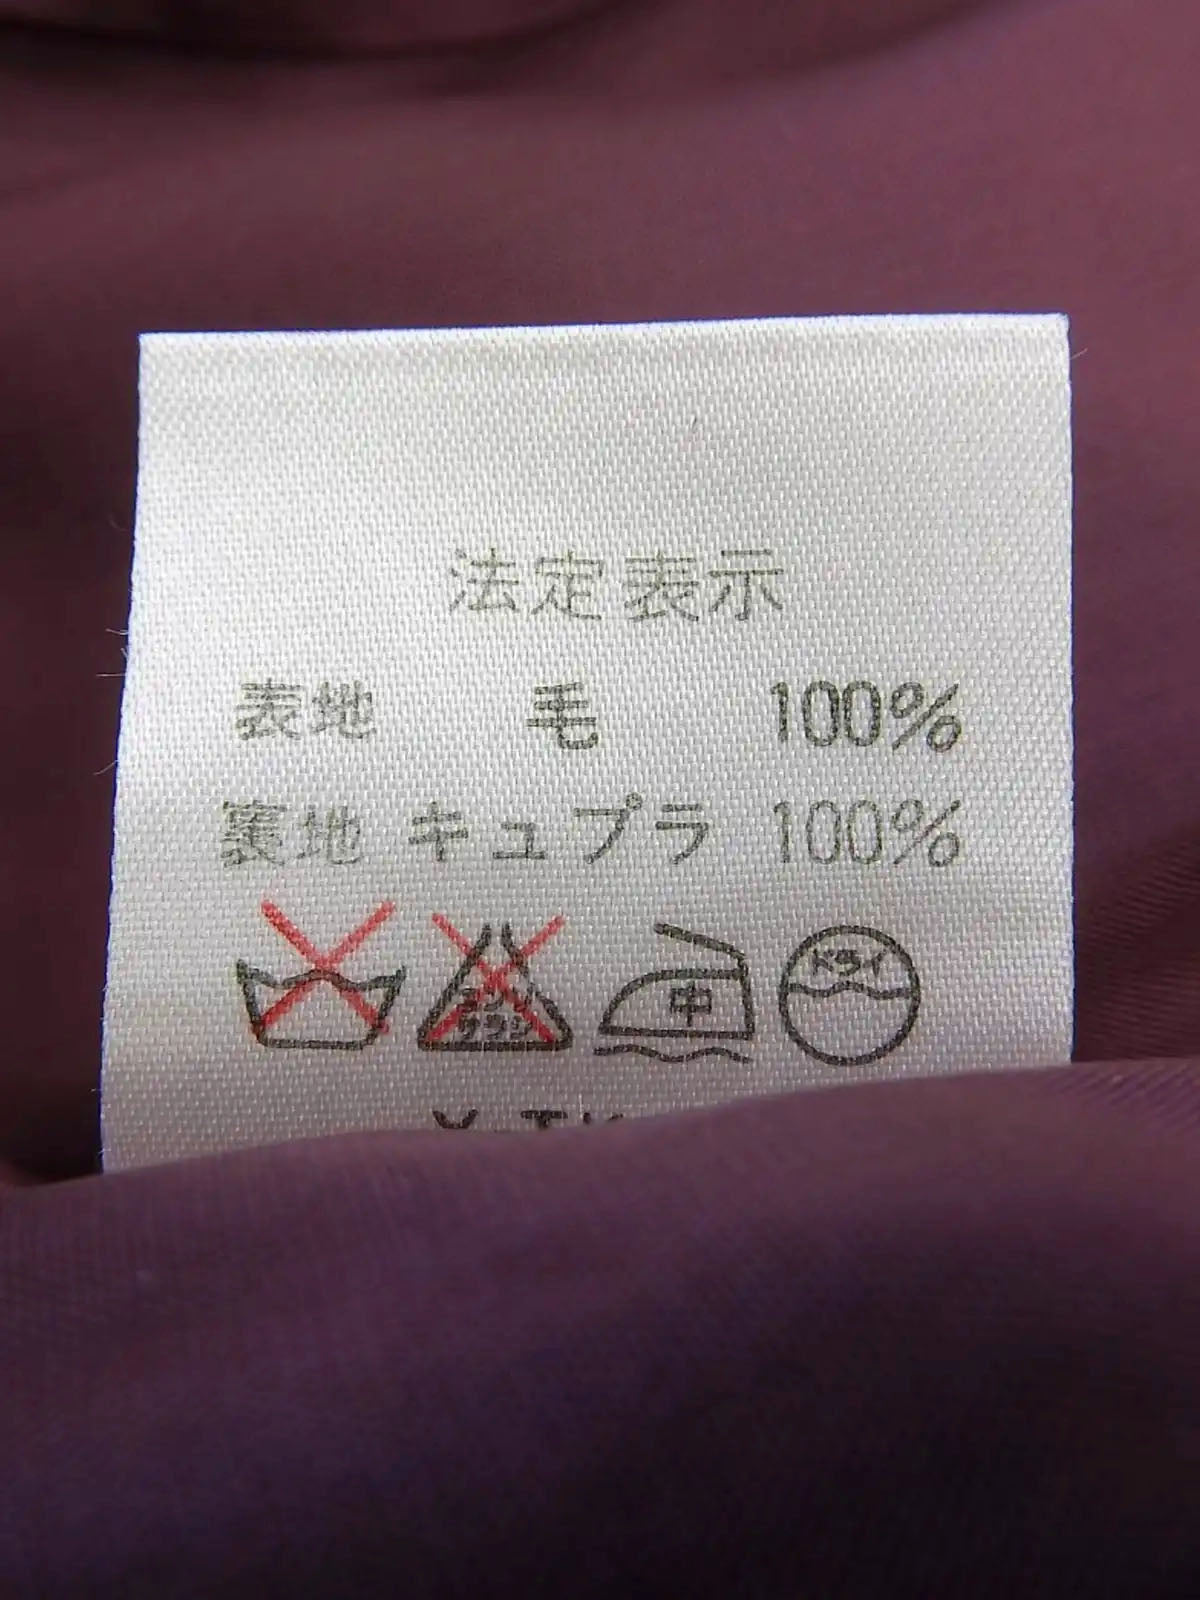 法定表示
表地 毛 100%
裏地 キュプラ 100%
エンソ サラシ 中 ドライ